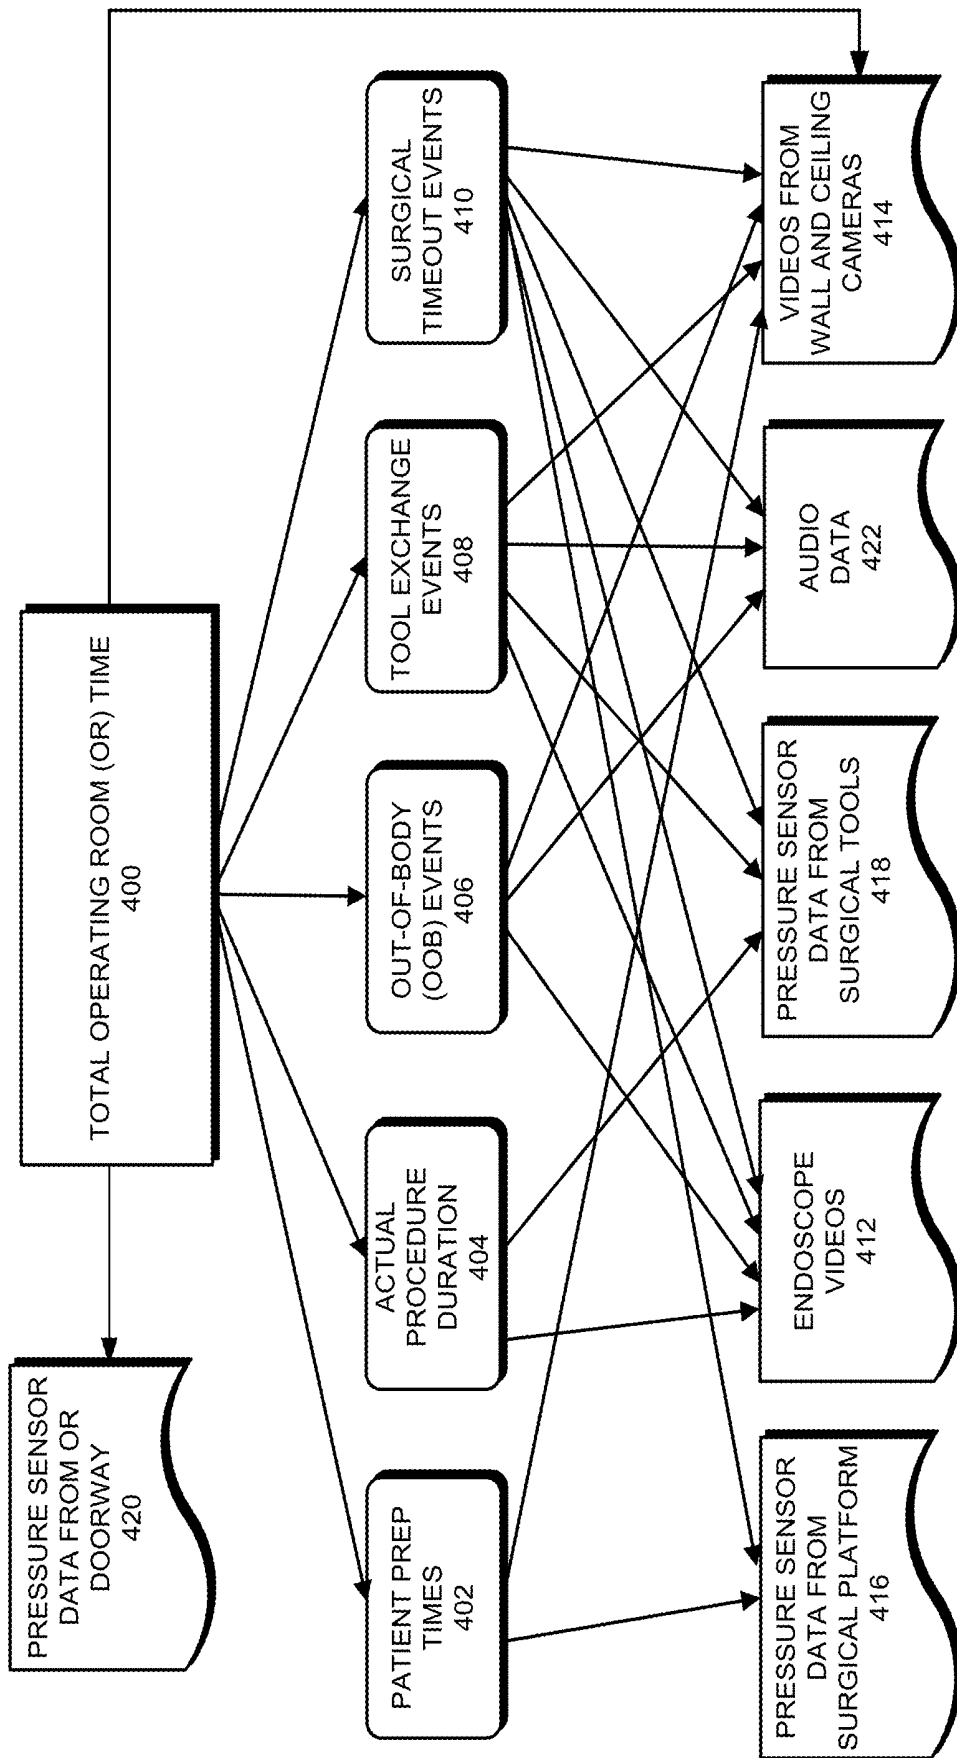 TOTAL OPERATING ROOM (OR) TIME
400
PRESSURE SENSOR
DATA FROM OR
DOORWAY
420
PATIENT PREP
TIMES
402
ACTUAL
PROCEDURE
DURATION
404
OUT-OF-BODY
(OOB) EVENTS
406
TOOL EXCHANGE
EVENTS
408
SURGICAL
TIMEOUT EVENTS
410
PRESSURE SENSOR
DATA FROM
SURGICAL PLATFORM
416
ENDOSCOPE
VIDEOS
412
PRESSURE SENSOR
DATA FROM
SURGICAL TOOLS
418
AUDIO
DATA
422
VIDEOS FROM
WALL AND CEILING
CAMERAS
414